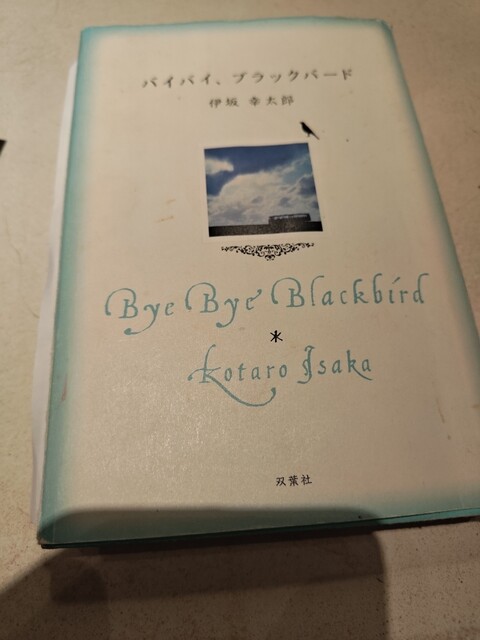 バイバイ、ブラックバード
伊坂 幸太郎
Bye Bye Blackbird
*
Kotaro Isaka
双葉社